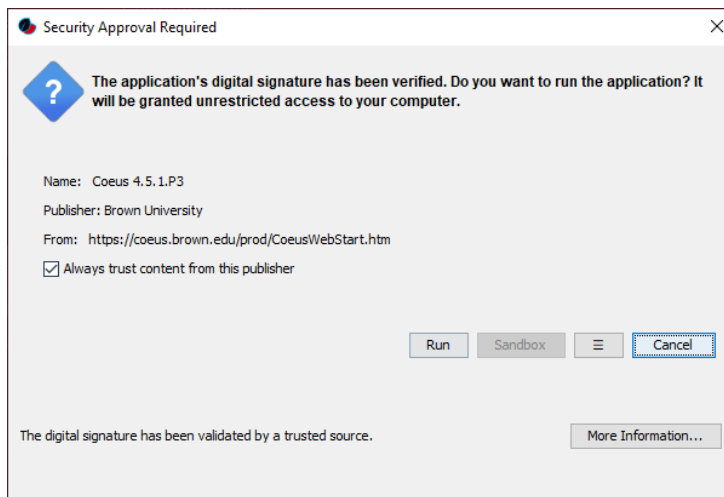 Security Approval Required
?
The application's digital signature has been verified. Do you want to run the application? It
will be granted unrestricted access to your computer.
Name: Coeus 4.5.1.P3
Publisher: Brown University
From: https://coeus.brown.edu/prod/CoeusWebStart.htm
Always trust content from this publisher
Run Sandbox ☰ Cancel
The digital signature has been validated by a trusted source. More Information...